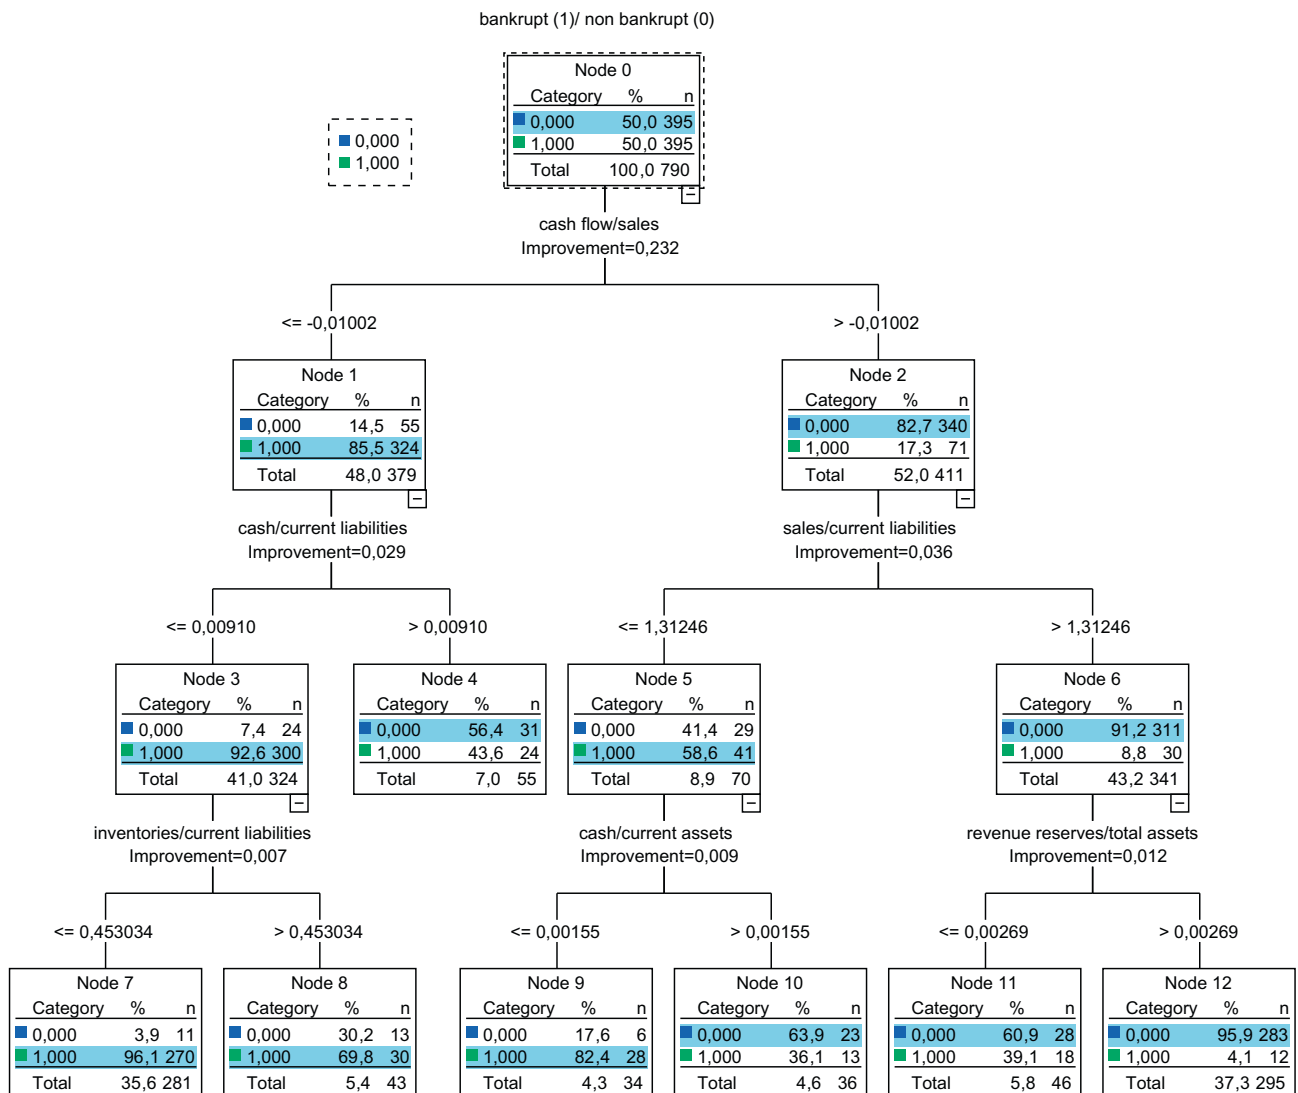 bankrupt (1)/ non bankrupt (0)
0,000
1,000
Node 0
Category % n
0,000 50,0 395
1,000 50,0 395
Total 100,0 790
cash flow/sales
Improvement=0,232
<= -0,01002
> -0,01002
Node 1
Category % n
0,000 14,5 55
1,000 85,5 324
Total 48,0 379
Node 2
Category % n
0,000 82,7 340
1,000 17,3 71
Total 52,0 411
cash/current liabilities
Improvement=0,029
sales/current liabilities
Improvement=0,036
<= 0,00910
> 0,00910
<= 1,31246
> 1,31246
Node 3
Category % n
0,000 7,4 24
1,000 92,6 300
Total 41,0 324
Node 4
Category % n
0,000 56,4 31
1,000 43,6 24
Total 7,0 55
Node 5
Category % n
0,000 41,4 29
1,000 58,6 41
Total 8,9 70
Node 6
Category % n
0,000 91,2 311
1,000 8,8 30
Total 43,2 341
inventories/current liabilities
Improvement=0,007
cash/current assets
Improvement=0,009
revenue reserves/total assets
Improvement=0,012
<= 0,453034
> 0,453034
<= 0,00155
> 0,00155
<= 0,00269
> 0,00269
Node 7
Category % n
0,000 3,9 11
1,000 96,1 270
Total 35,6 281
Node 8
Category % n
0,000 30,2 13
1,000 69,8 30
Total 5,4 43
Node 9
Category % n
0,000 17,6 6
1,000 82,4 28
Total 4,3 34
Node 10
Category % n
0,000 63,9 23
1,000 36,1 13
Total 4,6 36
Node 11
Category % n
0,000 60,9 28
1,000 39,1 18
Total 5,8 46
Node 12
Category % n
0,000 95,9 283
1,000 4,1 12
Total 37,3 295